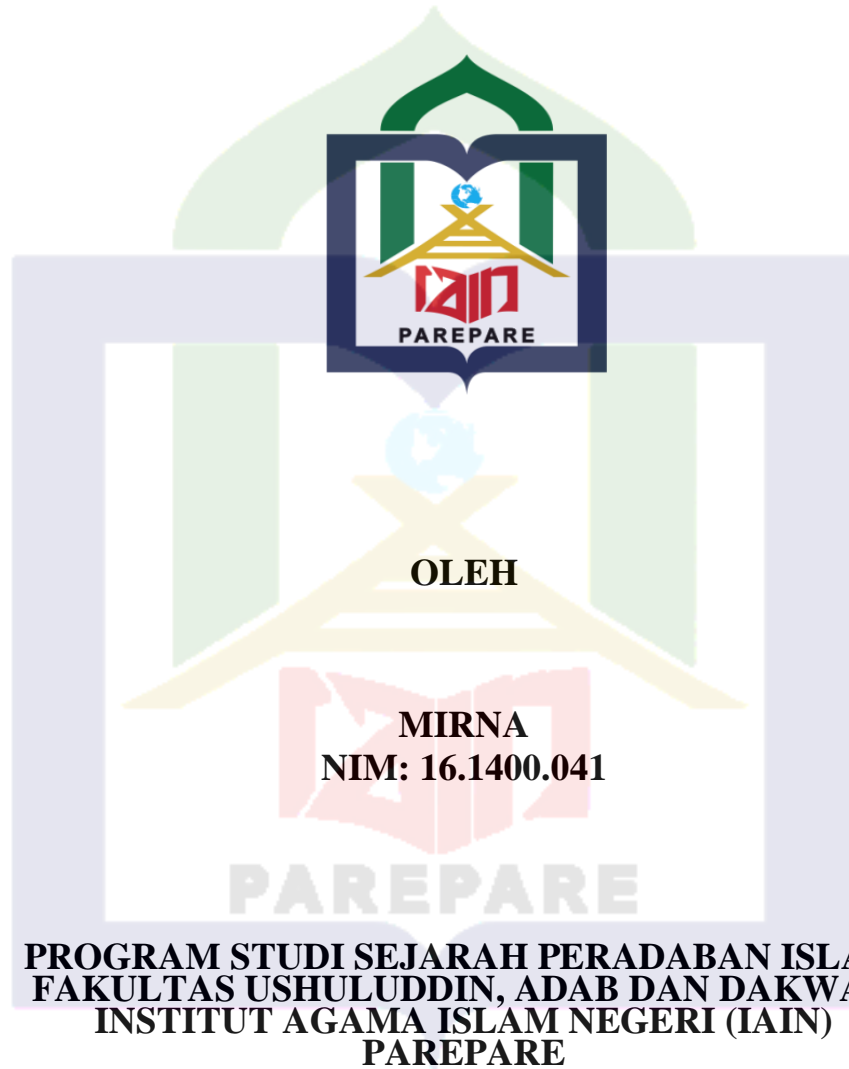 iain
PAREPARE
OLEH
MIRNA
NIM: 16.1400.041
PAREPARE
PROGRAM STUDI SEJARAH PERADABAN ISLA
FAKULTAS USHULUDDIN, ADAB DAN DAKWA
INSTITUT AGAMA ISLAM NEGERI (IAIN)
PAREPARE